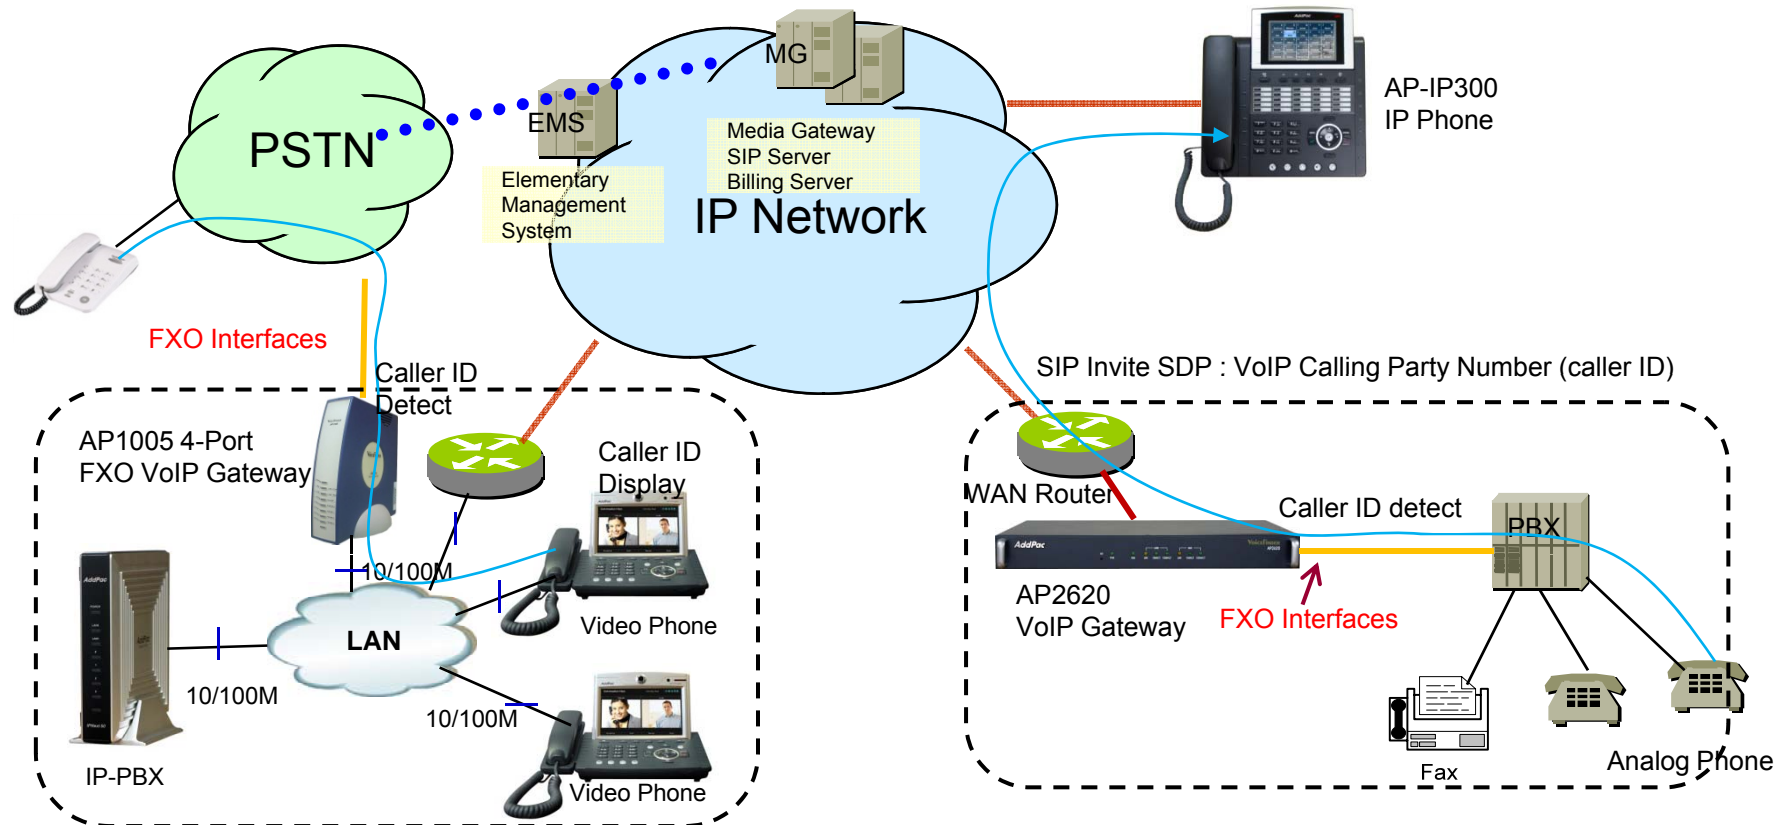 MG
EMS
PSTN
Media Gateway
SIP Server
Billing Server
Elementary
Management
System
IP Network
AddPac
AP-IP300
IP Phone
FXO Interfaces
Caller ID
Detect
AP1005 4-Port
FXO VoIP Gateway
Caller ID
Display
10/100M
LAN
AddPac
10/100M
IP-PBX
Video Phone
10/100M
Video Phone
SIP Invite SDP : VoIP Calling Party Number (caller ID)
WAN Router
Caller ID detect
PBX
AddPac
AP2620
VoIP Gateway
FXO Interfaces
Fax
Analog Phone